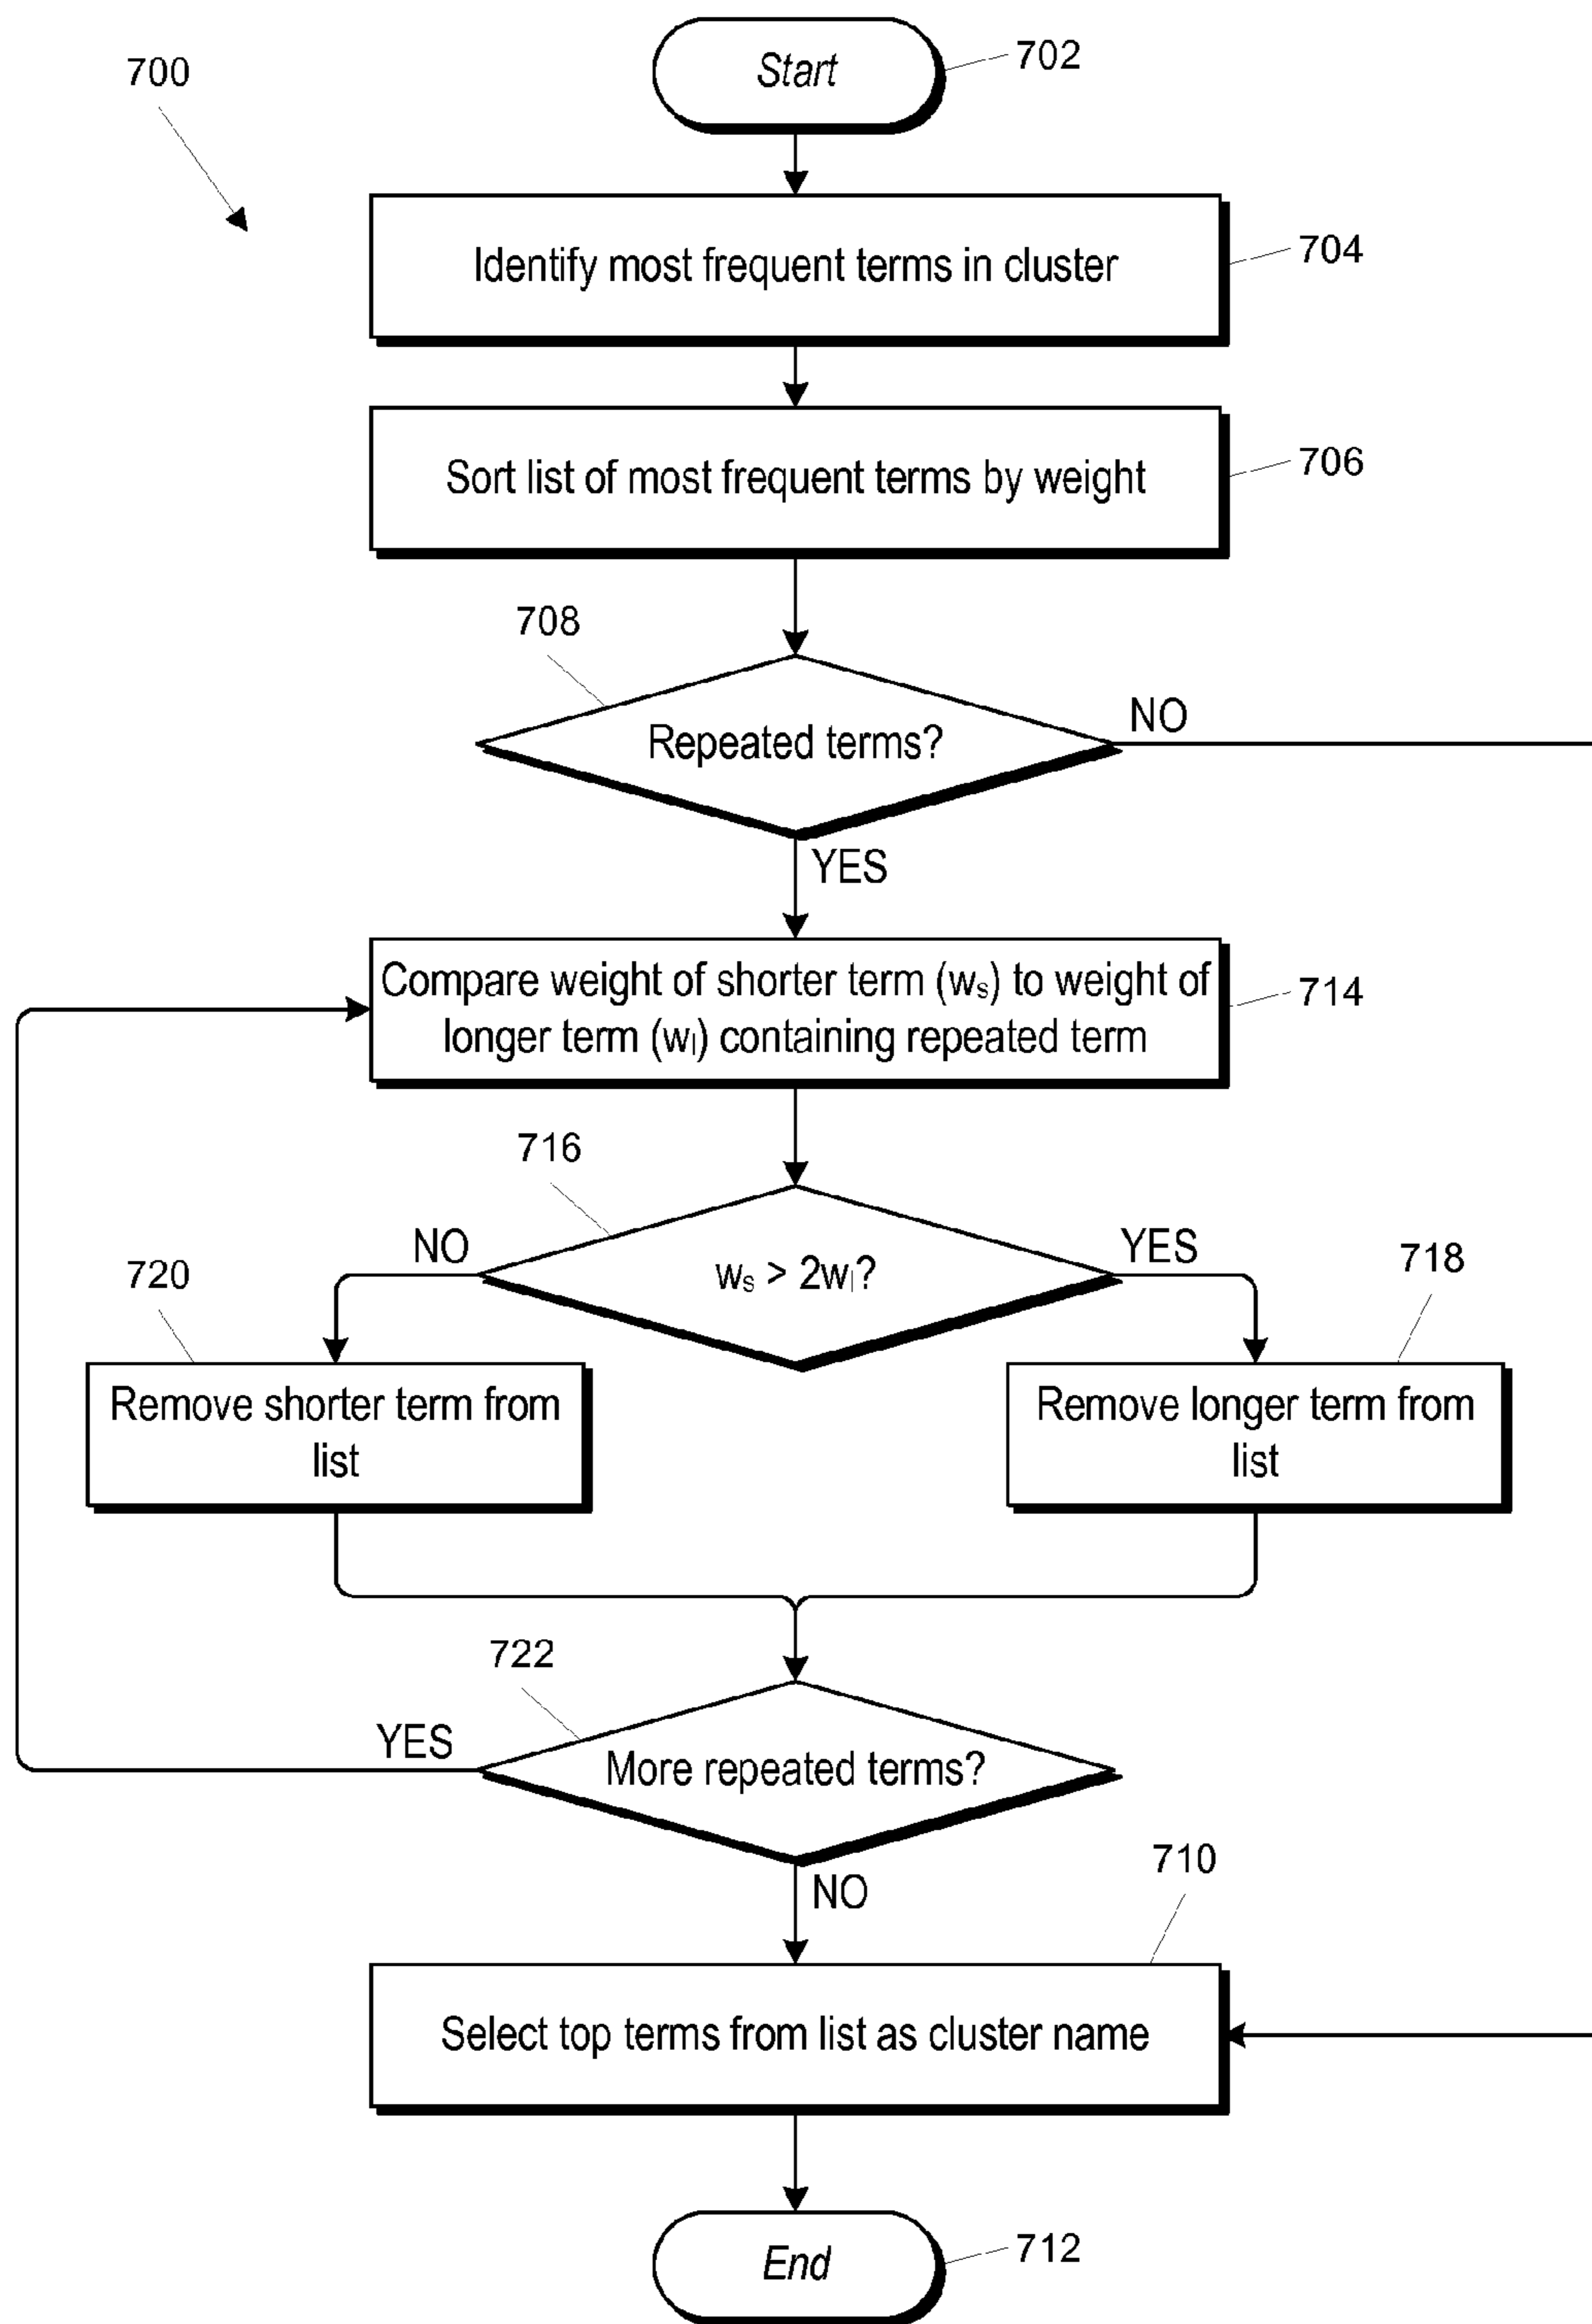 Start
702
700
Identify most frequent terms in cluster
704
Sort list of most frequent terms by weight
706
708
Repeated terms?
NO
YES
Compare weight of shorter term (ws) to weight of
longer term (wl) containing repeated term
714
716
NO
ws > 2wl?
YES
720
718
Remove shorter term from
list
Remove longer term from
list
722
YES
More repeated terms?
NO
710
Select top terms from list as cluster name
End
712